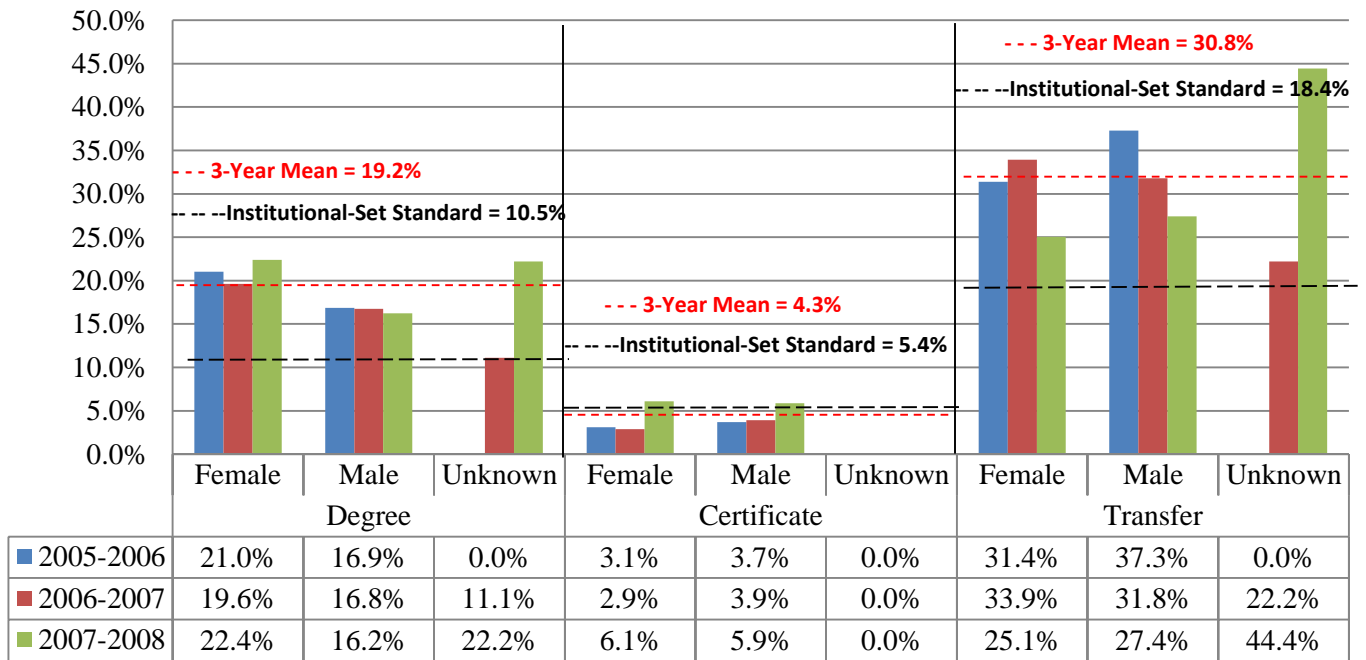 50.0%
- - - 3-Year Mean = 30.8%
45.0%
-- -- --Institutional-Set Standard = 18.4%
40.0%
35.0%
- - - 3-Year Mean = 19.2%
30.0%
-- -- --Institutional-Set Standard = 10.5%
25.0%
20.0%
- - - 3-Year Mean = 4.3%
15.0%
-- -- --Institutional-Set Standard = 5.4%
10.0%
5.0%
0.0%
Female Male Unknown Female Male Unknown Female Male Unknown
Degree Certificate Transfer
2005-2006 21.0% 16.9% 0.0% 3.1% 3.7% 0.0% 31.4% 37.3% 0.0%
2006-2007 19.6% 16.8% 11.1% 2.9% 3.9% 0.0% 33.9% 31.8% 22.2%
2007-2008 22.4% 16.2% 22.2% 6.1% 5.9% 0.0% 25.1% 27.4% 44.4%